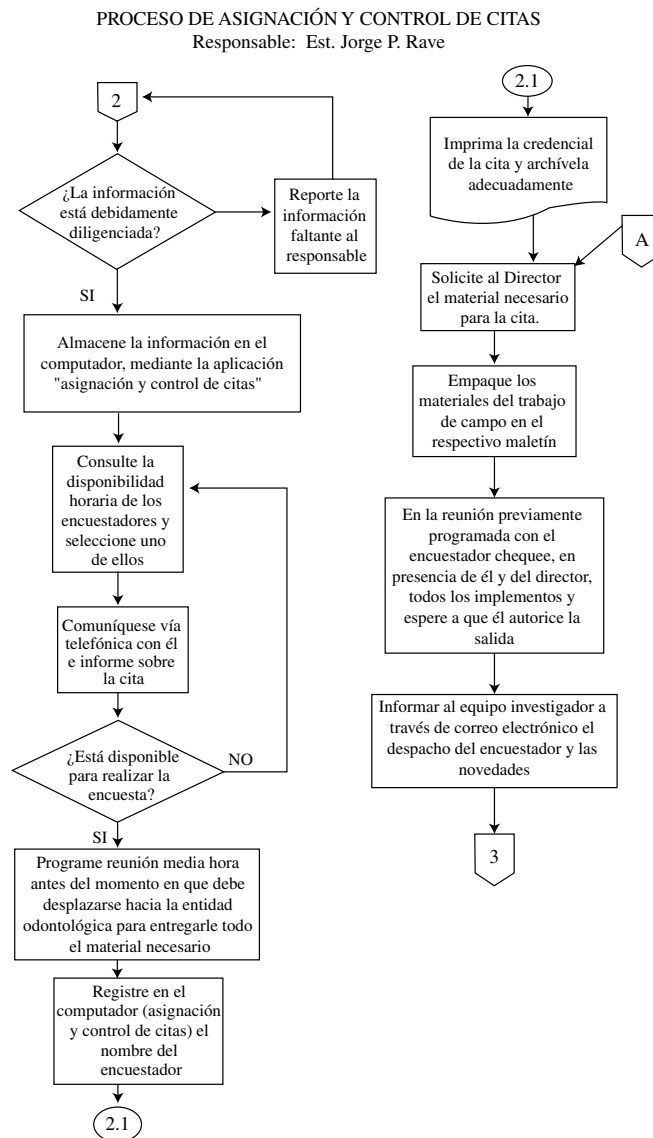 PROCESO DE ASIGNACIÓN Y CONTROL DE CITAS
Responsable: Est. Jorge P. Rave
2
¿La información
está debidamente
diligenciada?
Reporte la
información
faltante al
responsable
SI
Almacene la información en el
computador, mediante la aplicación
"asignación y control de citas"
Consulte la
disponibilidad
horaria de los
encuestadores y
seleccione uno
de ellos
Comuníquese vía
telefónica con él
e informe sobre
la cita
¿Está disponible
para realizar la
encuesta?
NO
SI
Programe reunión media hora
antes del momento en que debe
desplazarse hacia la entidad
odontológica para entregarle todo
el material necesario
Registre en el
computador (asignación
y control de citas) el
nombre del
encuestador
2.1
2.1
Imprima la credencial
de la cita y archívela
adecuadamente
A
Solicite al Director
el material necesario
para la cita.
Empaque los
materiales del trabajo
de campo en el
respectivo maletín
En la reunión previamente
programada con el
encuestador chequee, en
presencia de él y del director,
todos los implementos y
espere a que él autorice la
salida
Informar al equipo investigador a
través de correo electrónico el
despacho del encuestador y las
novedades
3